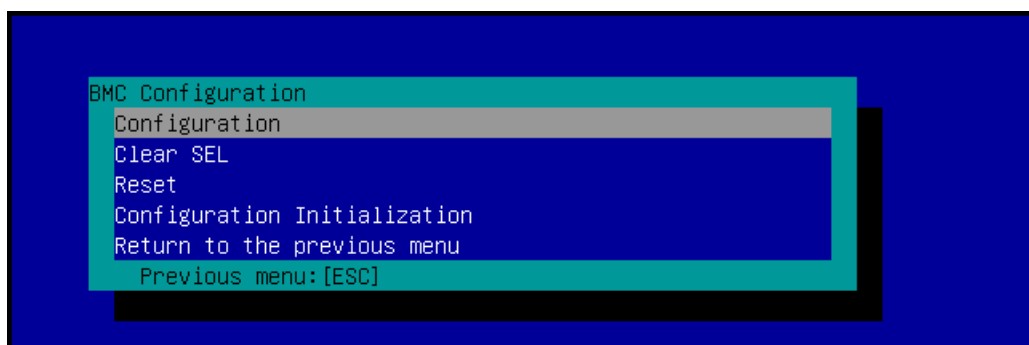 BMC Configuration
Configuration
Clear SEL
Reset
Configuration Initialization
Return to the previous menu
Previous menu:[ESC]